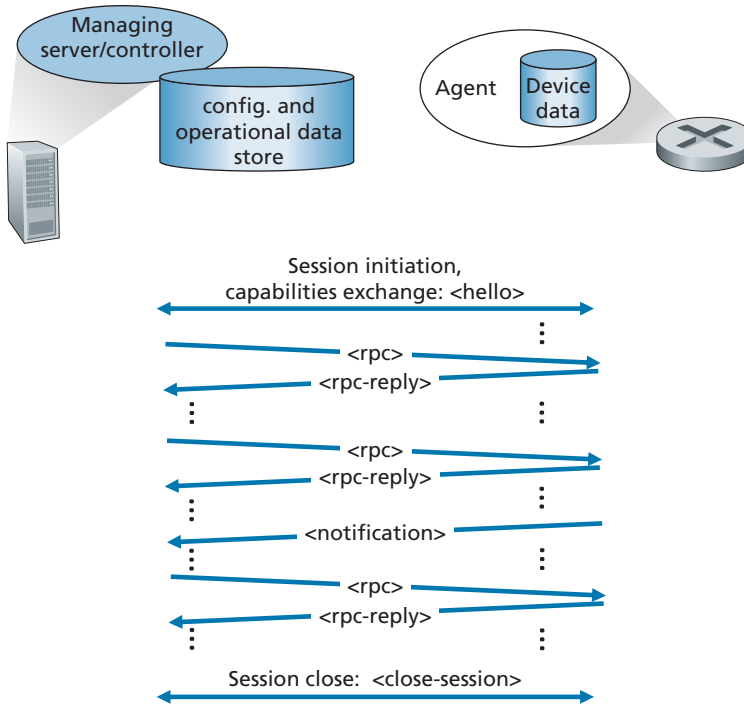 Managing
server/controller
config. and
operational data
store
Agent
Device
data
Session initiation,
capabilities exchange: <hello>
<rpc>
<rpc-reply>
<rpc>
<rpc-reply>
<notification>
<rpc>
<rpc-reply>
Session close: <close-session>